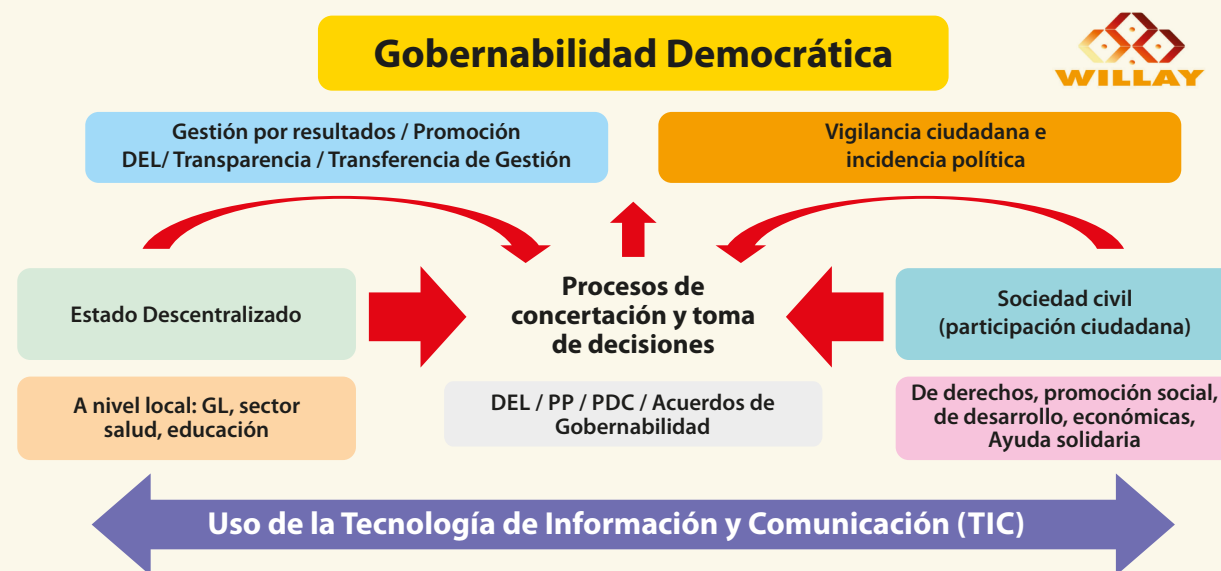 Gobernabilidad Democrática
WILLAY
Gestión por resultados / Promoción
DEL/ Transparencia / Transferencia de Gestión
Vigilancia ciudadana e
incidencia política
Estado Descentralizado
Procesos de
concertación y toma
de decisiones
Sociedad civil
(participación ciudadana)
A nivel local: GL, sector
salud, educación
DEL / PP / PDC / Acuerdos de
Gobernabilidad
De derechos, promoción social,
de desarrollo, económicas,
Ayuda solidaria
Uso de la Tecnología de Información y Comunicación (TIC)